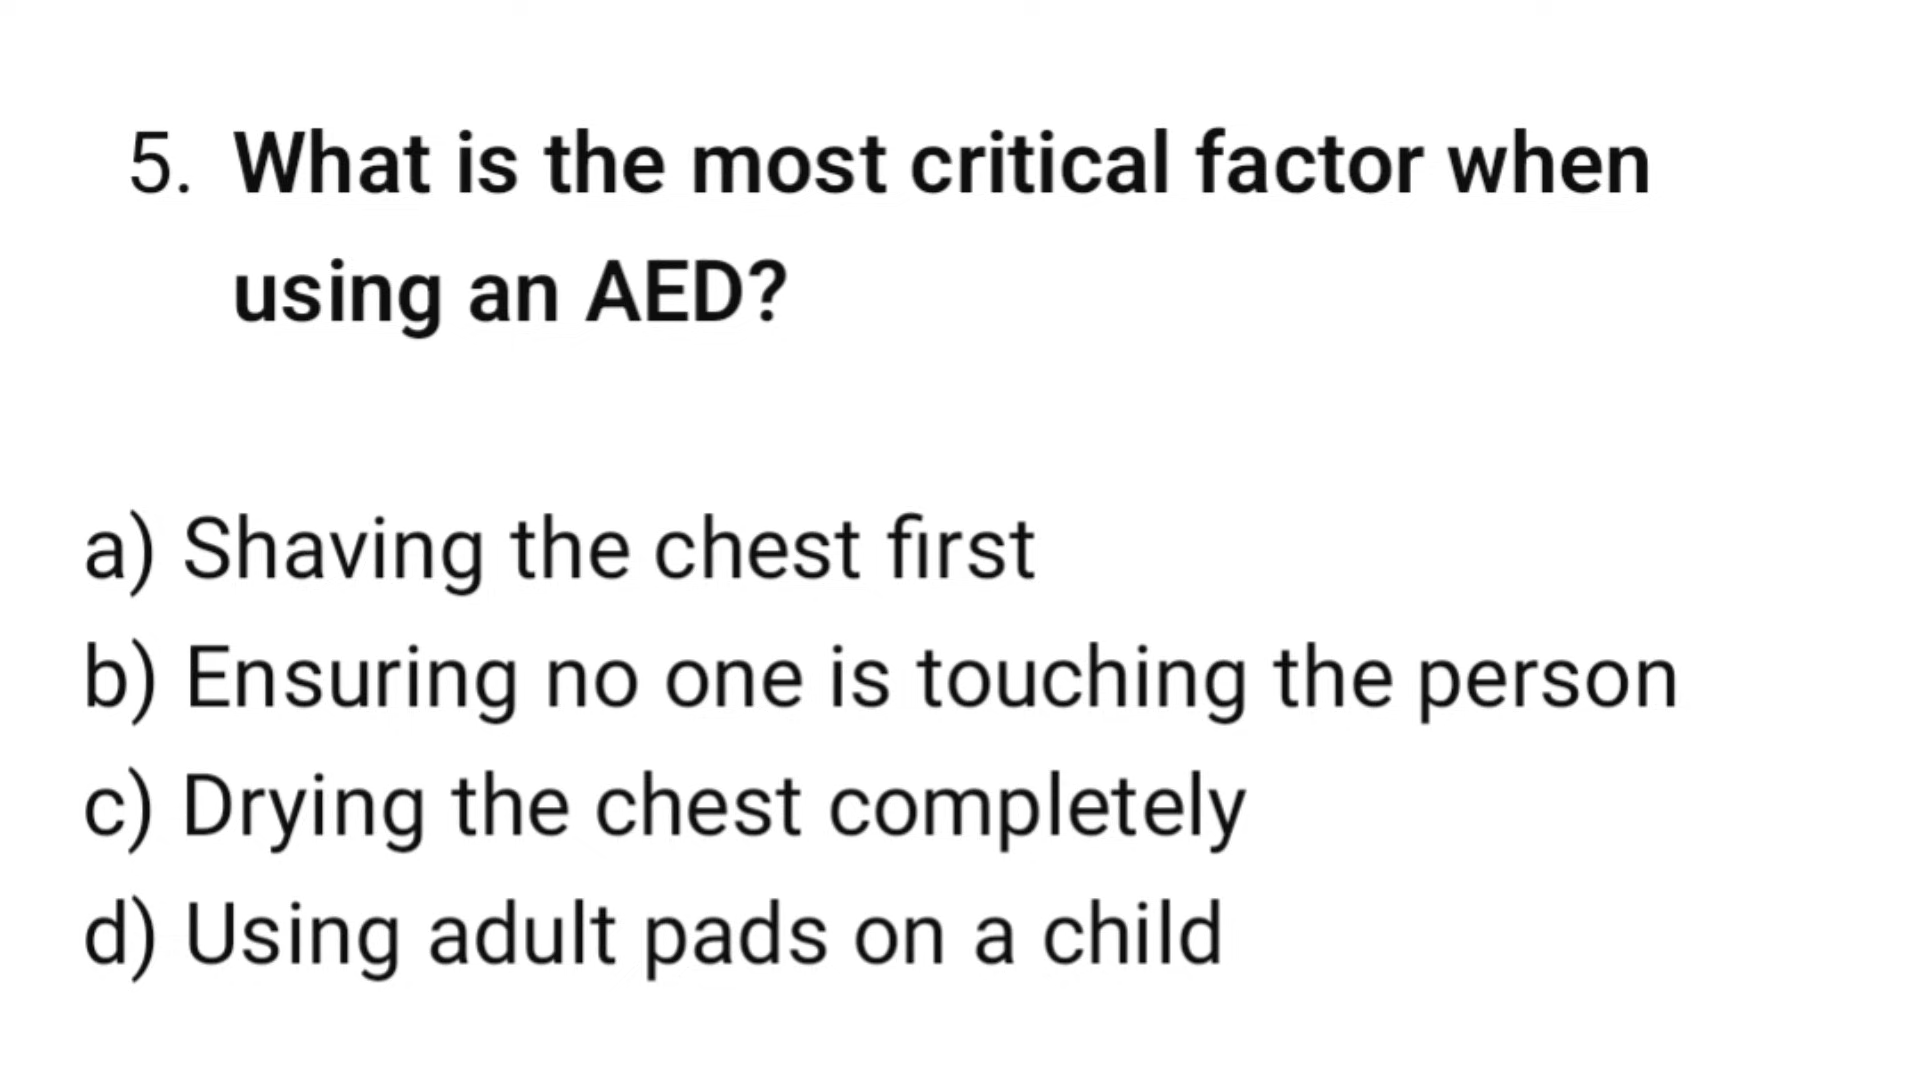 5. What is the most critical factor when
using an AED?
a) Shaving the chest first
b) Ensuring no one is touching the person
c) Drying the chest completely
d) Using adult pads on a child